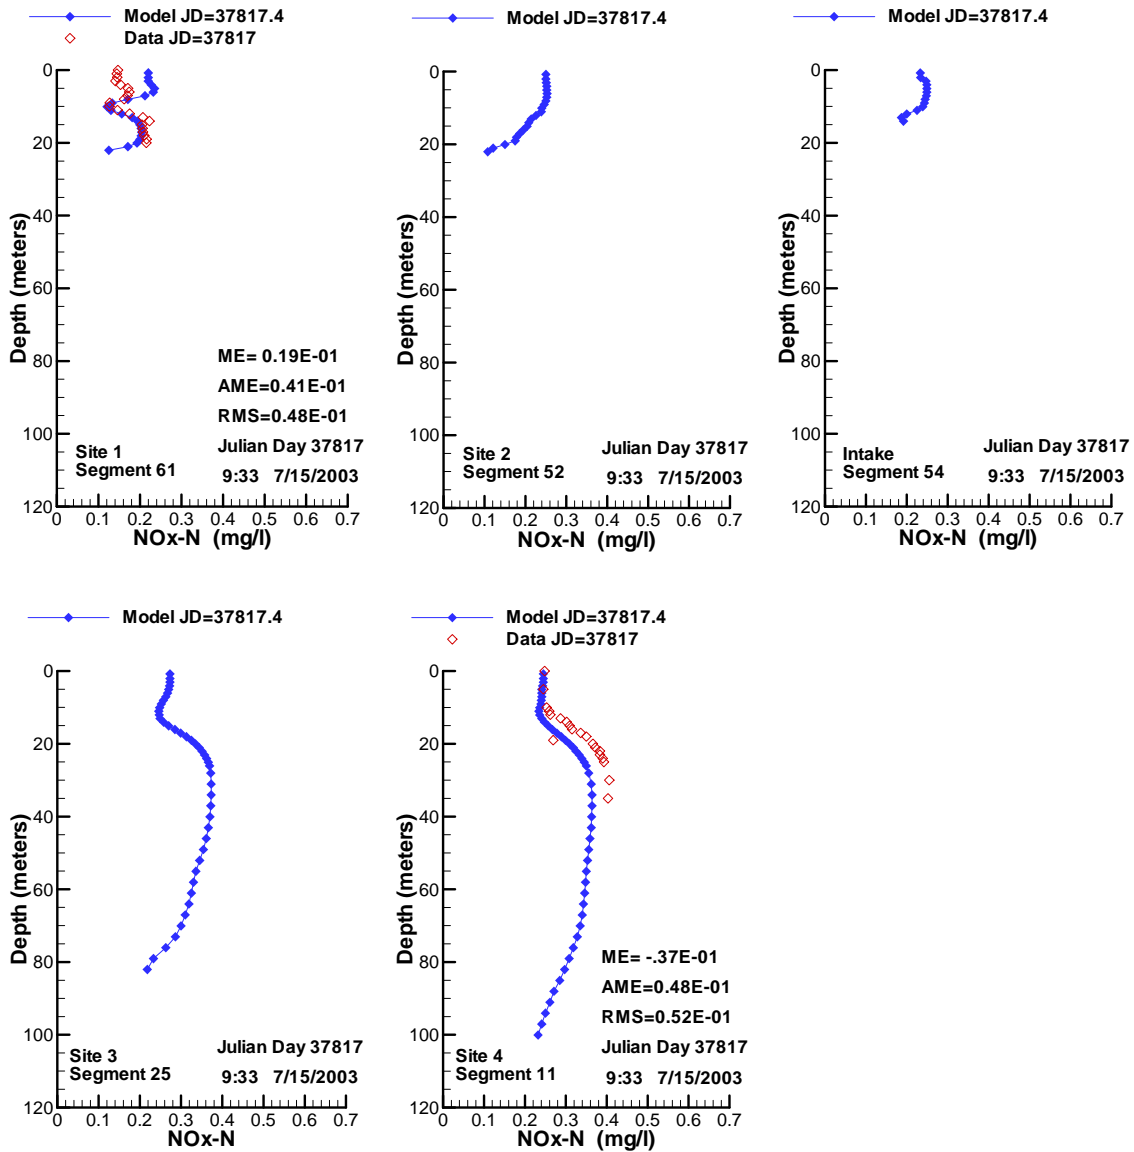 Model JD=37817.4
Data JD=37817
0
20
40
60
80
100
120
Depth (meters)
ME= 0.19E-01
AME=0.41E-01
RMS=0.48E-01
Julian Day 37817
9:33 7/15/2003
Site 1
Segment 61
0 0.1 0.2 0.3 0.4 0.5 0.6 0.7
NOx-N (mg/l)
Model JD=37817.4
0
20
40
60
80
100
120
Depth (meters)
Site 2
Segment 52
Julian Day 37817
9:33 7/15/2003
0 0.1 0.2 0.3 0.4 0.5 0.6 0.7
NOx-N (mg/l)
Model JD=37817.4
0
20
40
60
80
100
120
Depth (meters)
Intake
Segment 54
Julian Day 37817
9:33 7/15/2003
0 0.1 0.2 0.3 0.4 0.5 0.6 0.7
NOx-N (mg/l)
Model JD=37817.4
0
20
40
60
80
100
120
Depth (meters)
Site 3
Segment 25
Julian Day 37817
9:33 7/15/2003
0 0.1 0.2 0.3 0.4 0.5 0.6 0.7
NOx-N
Model JD=37817.4
Data JD=37817
0
20
40
60
80
100
120
Depth (meters)
ME= -.37E-01
AME=0.48E-01
RMS=0.52E-01
Julian Day 37817
9:33 7/15/2003
Site 4
Segment 11
0 0.1 0.2 0.3 0.4 0.5 0.6 0.7
NOx-N (mg/l)